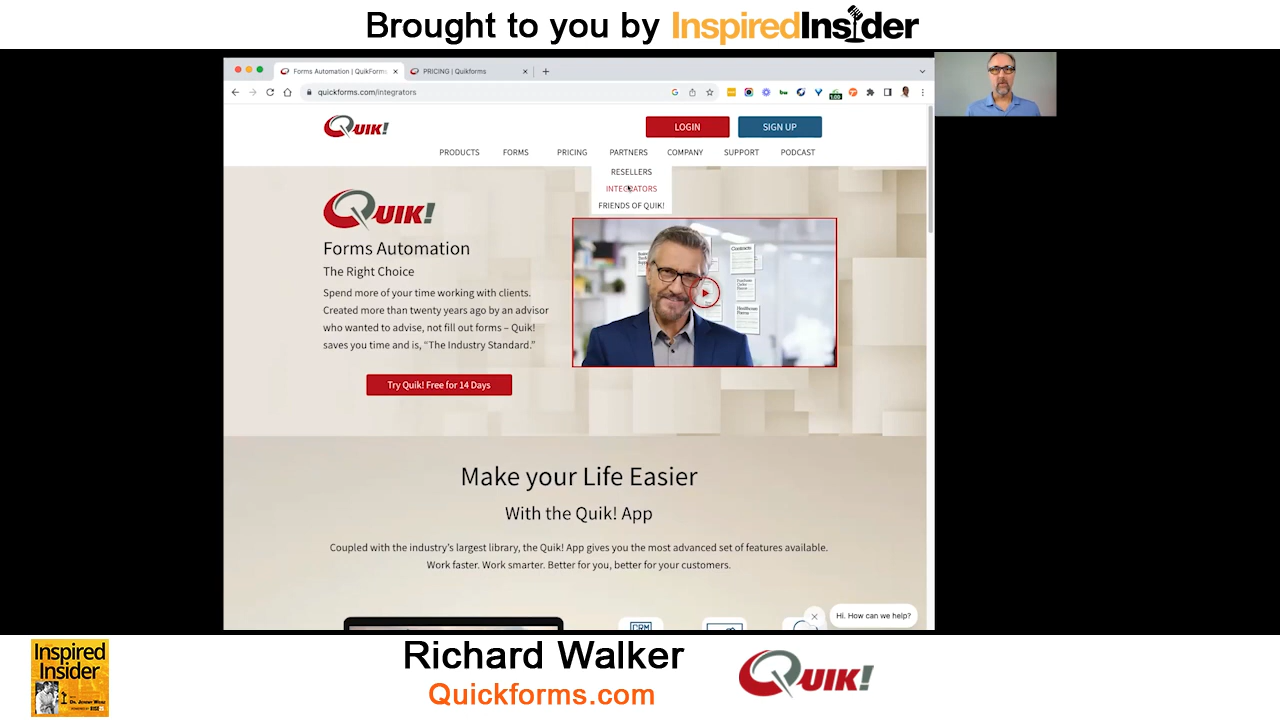 Brought to you by InspiredInsider
Forms Automation | QuikForms
PRICING | Quikforms
quickforms.com/integrators
QUIK!
LOGIN
SIGN UP
PRODUCTS
FORMS
PRICING
PARTNERS
COMPANY
SUPPORT
PODCAST
RESELLERS
INTEGRATORS
FRIENDS OF QUIK!
QUIK!
Forms Automation
The Right Choice
Spend more of your time working with clients.
Created more than twenty years ago by an advisor
who wanted to advise, not fill out forms – Quik!
saves you time and is, “The Industry Standard.”
Try Quik! Free for 14 Days
Contracts
Make your Life Easier
With the Quik! App
Coupled with the industry's largest library, the Quik! App gives you the most advanced set of features available.
Work faster. Work smarter. Better for you, better for your customers.
CRM
Hi. How can we help?
Inspired
Insider
Richard Walker
Quickforms.com
QUIK!